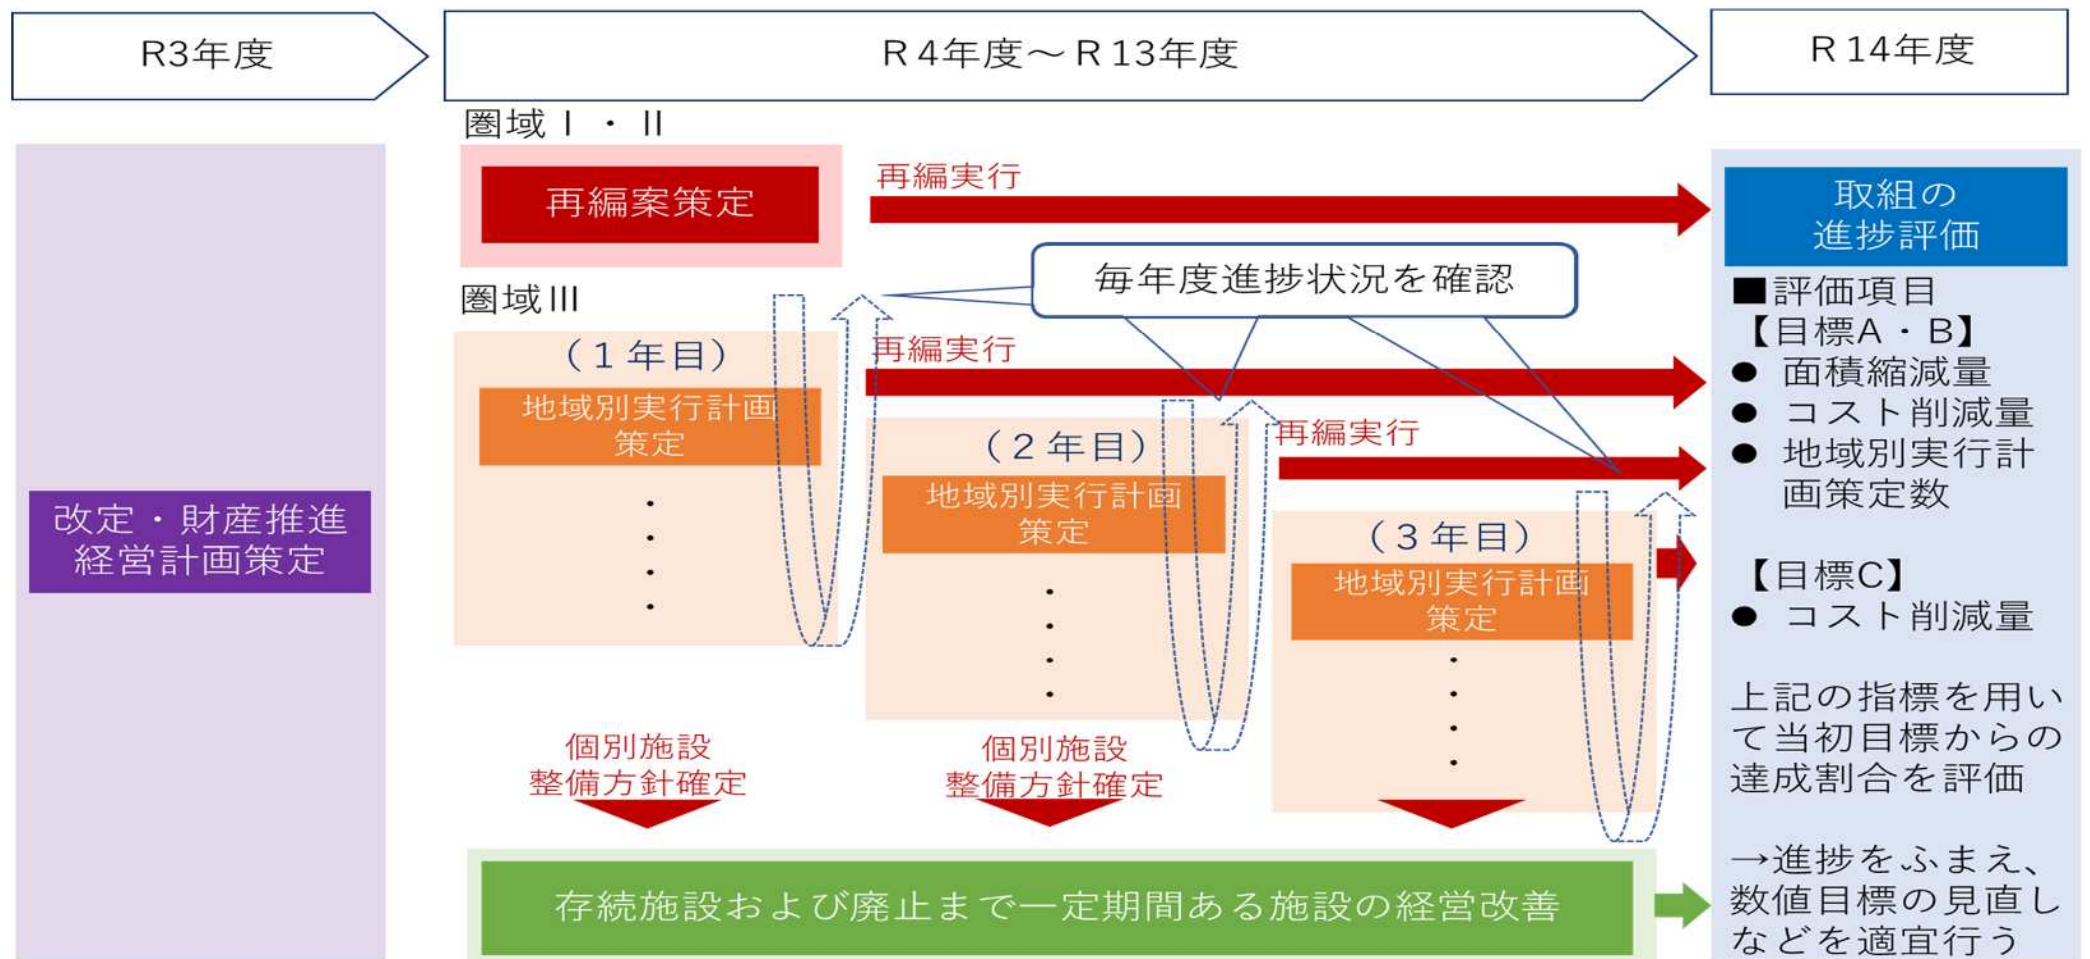 R3年度
R４年度～R13年度
R14年度
改定・財産推進
経営計画策定
圏域Ⅰ・Ⅱ
再編案策定
再編実行
毎年度進捗状況を確認
圏域Ⅲ
（１年目）
地域別実行計画
策定
・
・
・
・
再編実行
（２年目）
地域別実行計画
策定
・
・
・
・
再編実行
（３年目）
地域別実行計画
策定
・
・
・
・
個別施設
整備方針確定
個別施設
整備方針確定
存続施設および廃止まで一定期間ある施設の経営改善
取組の
進捗評価
■評価項目
【目標A・B】
● 面積縮減量
● コスト削減量
● 地域別実行計
画策定数
【目標C】
● コスト削減量
上記の指標を用い
て当初目標からの
達成割合を評価
→進捗をふまえ、
数値目標の見直し
などを適宜行う